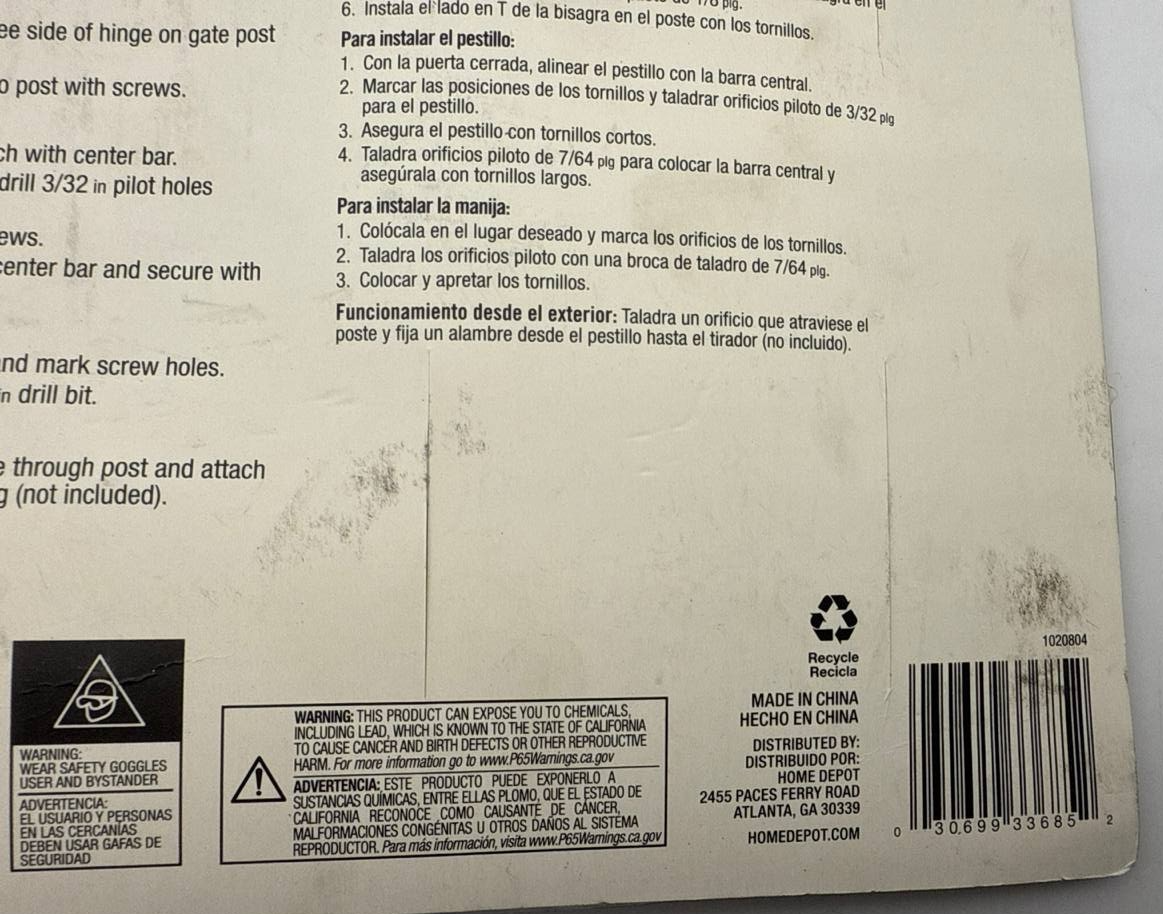 ee side of hinge on gate post
o post with screws.
ch with center bar.
drill 3/32 in pilot holes
ews.
center bar and secure with
and mark screw holes.
in drill bit.
e through post and attach
g (not included).
6. Instala el lado en T de la bisagra en el poste con los tornillos.
Para instalar el pestillo:
1. Con la puerta cerrada, alinear el pestillo con la barra central.
2. Marcar las posiciones de los tornillos y taladrar orificios piloto de 3/32 plg
para el pestillo.
3. Asegura el pestillo con tornillos cortos.
4. Taladra orificios piloto de 7/64 plg para colocar la barra central y
asegúrala con tornillos largos.
Para instalar la manija:
1. Colócala en el lugar deseado y marca los orificios de los tornillos.
2. Taladra los orificios piloto con una broca de taladro de 7/64 plg.
3. Colocar y apretar los tornillos.
Funcionamiento desde el exterior: Taladra un orificio que atraviese el
poste y fija un alambre desde el pestillo hasta el tirador (no incluido).
WARNING:
WEAR SAFETY GOGGLES
USER AND BYSTANDER
ADVERTENCIA:
EL USUARIO Y PERSONAS
EN LAS CERCANÍAS
DEBEN USAR GAFAS DE
SEGURIDAD
WARNING: THIS PRODUCT CAN EXPOSE YOU TO CHEMICALS,
INCLUDING LEAD, WHICH IS KNOWN TO THE STATE OF CALIFORNIA
TO CAUSE CANCER AND BIRTH DEFECTS OR OTHER REPRODUCTIVE
HARM. For more information go to www.P65Warnings.ca.gov
ADVERTENCIA: ESTE PRODUCTO PUEDE EXPONERLO A
SUSTANCIAS QUÍMICAS, ENTRE ELLAS PLOMO, QUE EL ESTADO DE
CALIFORNIA RECONOCE COMO CAUSANTE DE CÁNCER,
MALFORMACIONES CONGÉNITAS U OTROS DAÑOS AL SISTEMA
REPRODUCTOR. Para más información, visita www.P65Warnings.ca.gov
Recycle
Recicla
MADE IN CHINA
HECHO EN CHINA
DISTRIBUTED BY:
DISTRIBUIDO POR:
HOME DEPOT
2455 PACES FERRY ROAD
ATLANTA, GA 30339
HOMEDEPOT.COM
1020804
0 30699 33685 2